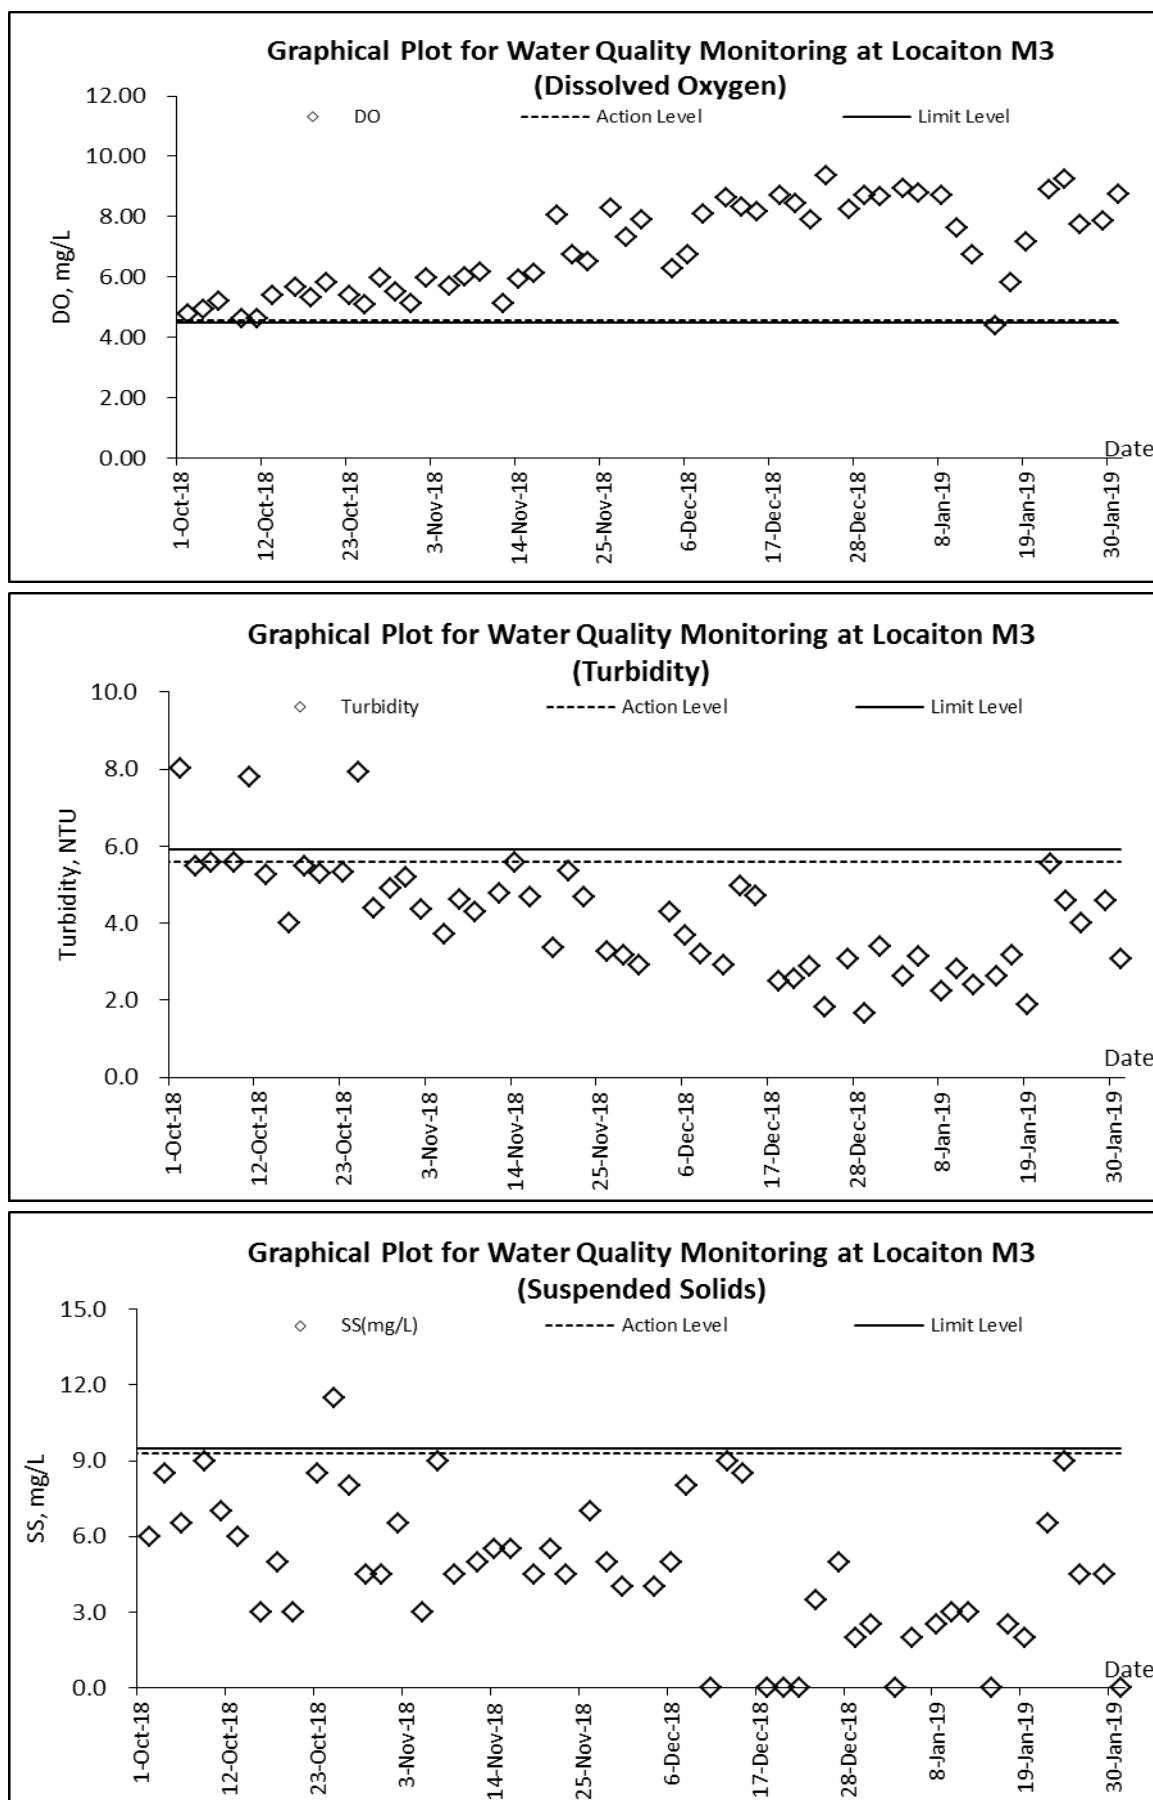 Graphical Plot for Water Quality Monitoring at Locaiton M3
(Dissolved Oxygen)
12.00
DO
Action Level
Limit Level
10.00
8.00
6.00
4.00
2.00
0.00
DO, mg/L
Date
1-Oct-18
12-Oct-18
23-Oct-18
3-Nov-18
14-Nov-18
25-Nov-18
6-Dec-18
17-Dec-18
28-Dec-18
8-Jan-19
19-Jan-19
30-Jan-19
Graphical Plot for Water Quality Monitoring at Locaiton M3
(Turbidity)
10.0
Turbidity
Action Level
Limit Level
8.0
6.0
4.0
2.0
0.0
Turbidity, NTU
Date
1-Oct-18
12-Oct-18
23-Oct-18
3-Nov-18
14-Nov-18
25-Nov-18
6-Dec-18
17-Dec-18
28-Dec-18
8-Jan-19
19-Jan-19
30-Jan-19
Graphical Plot for Water Quality Monitoring at Locaiton M3
(Suspended Solids)
15.0
SS(mg/L)
Action Level
Limit Level
12.0
9.0
6.0
3.0
0.0
SS, mg/L
Date
1-Oct-18
12-Oct-18
23-Oct-18
3-Nov-18
14-Nov-18
25-Nov-18
6-Dec-18
17-Dec-18
28-Dec-18
8-Jan-19
19-Jan-19
30-Jan-19